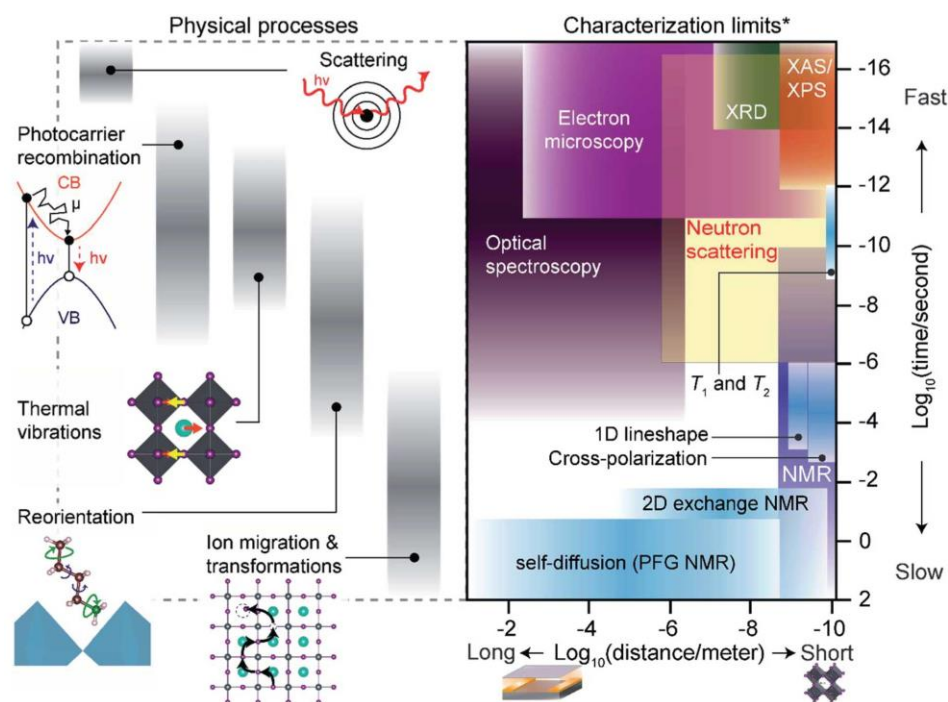 Physical processes
Scattering
hν
Photocarrier
recombination
CB
μ
hν
hν
VB
Thermal
vibrations
Reorientation
Ion migration &
transformations
Characterization limits*
Electron
microscopy
XRD
XAS/
XPS
Optical
spectroscopy
Neutron
scattering
T1 and T2
1D lineshape
Cross-polarization
NMR
2D exchange NMR
self-diffusion (PFG NMR)
-16
-14
-12
-10
-8
-6
-4
-2
0
2
Fast
Log10(time/second)
Slow
-2 -4 -6 -8 -10
Long Log10(distance/meter) Short